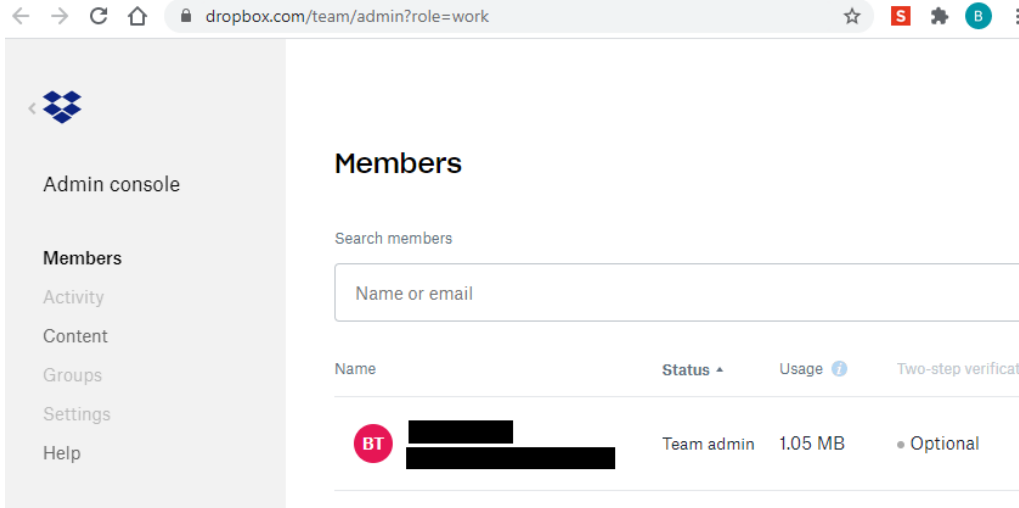 dropbox.com/team/admin?role=work
S
B
Admin console
Members
Activity
Content
Groups
Settings
Help
Members
Search members
Name or email
Name Status Usage i Two-step verificat
BT Team admin 1.05 MB Optional